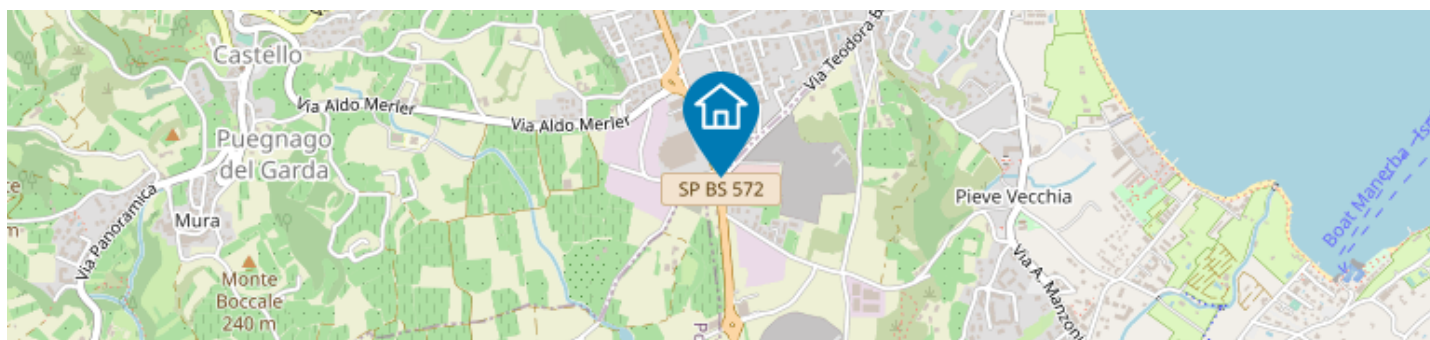 Castello
Via Aldo Merler
Via Aldo Merler
Via Teodora B
Puegnago
del Garda
SP BS 572
Pieve Vecchia
Mura
Via Panoramica
Monte
Boccale
240 m
Via A. Manzoni
Boat Manerba
m